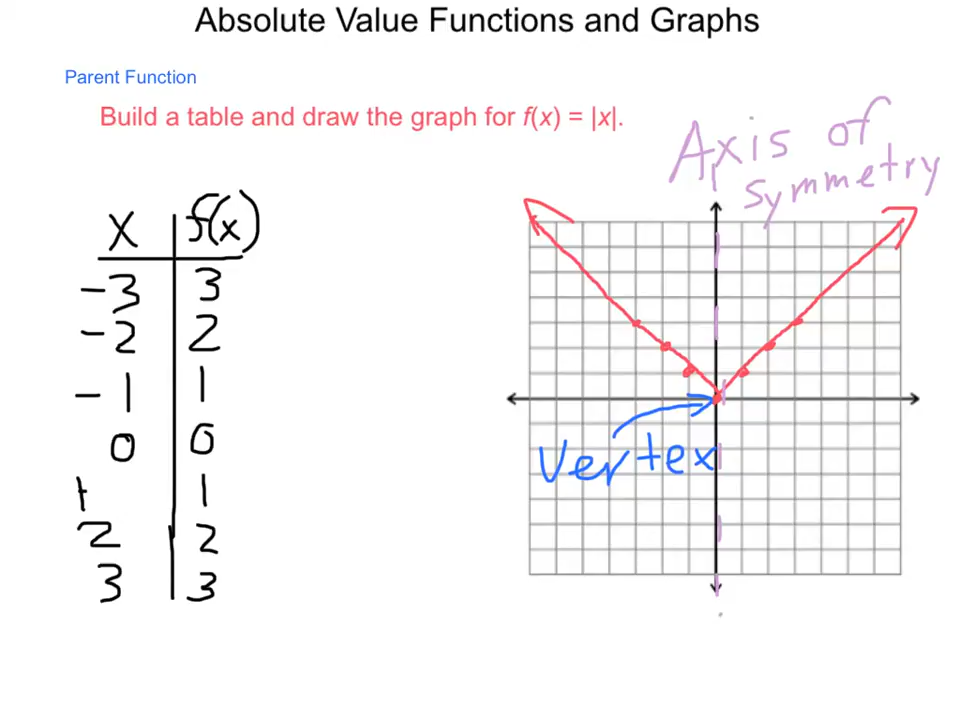 Absolute Value Functions and Graphs
Parent Function
Build a table and draw the graph for f(x) = |x|.
Axis of
symmetry
x f(x)
-3 3
-2 2
-1 1
0 0
1
2 2
3 3
Vertex